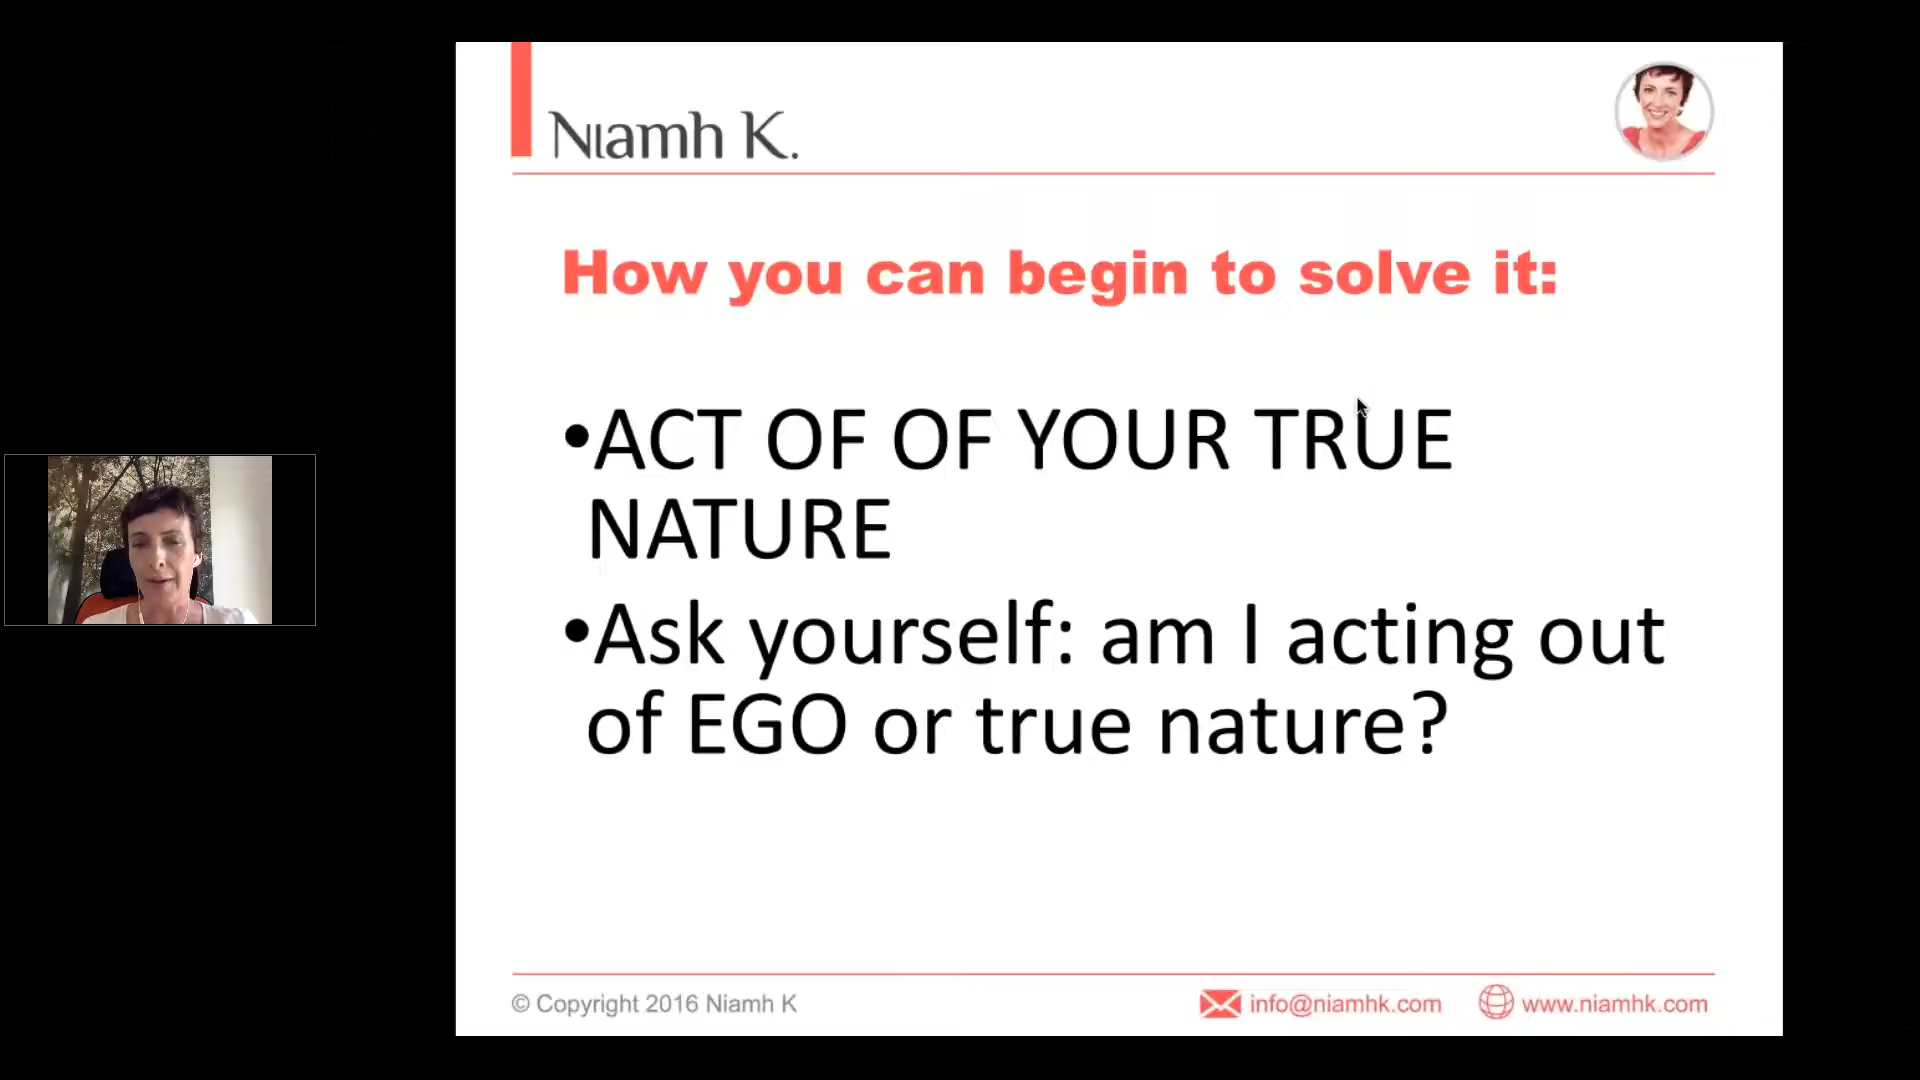 Niamh K.
How you can begin to solve it:
•ACT OF OF YOUR TRUE
NATURE
•Ask yourself: am I acting out
of EGO or true nature?
© Copyright 2016 Niamh K
info@niamhk.com
www.niamhk.com